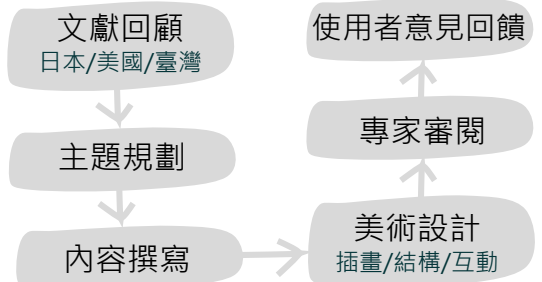 文獻回顧
日本/美國/臺灣
主題規劃
內容撰寫
美術設計
插畫/結構/互動
專家審閱
使用者意見回饋